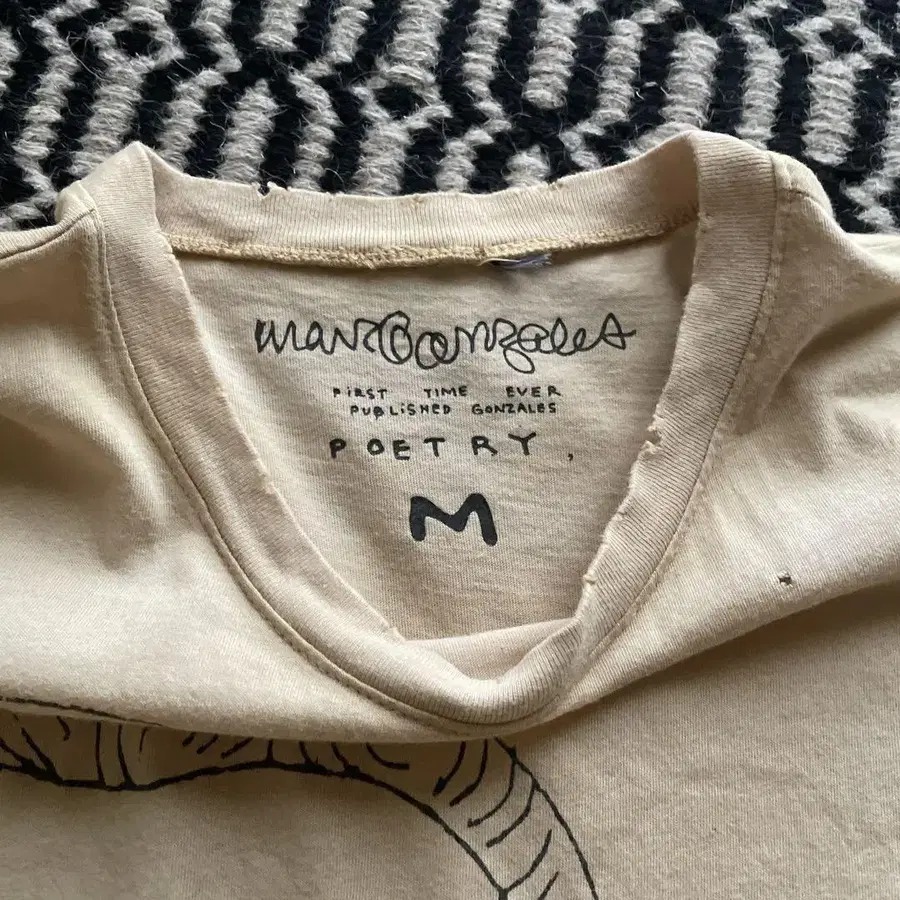 MarkGonzales
FIRST TIME EVER
PUBLISHED GONZALES
POETRY,
M